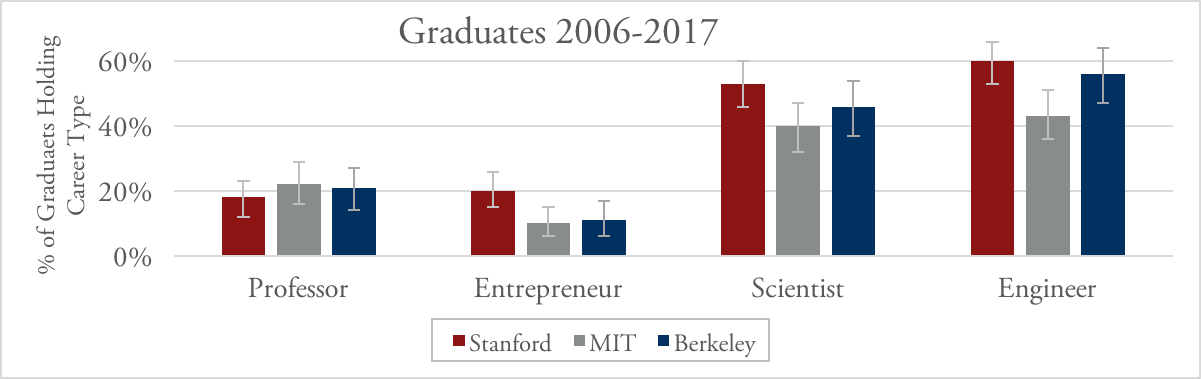 Graduates 2006-2017
% of Graduaets Holding
Career Type
60%
40%
20%
0%
Professor Entrepreneur Scientist Engineer
Stanford MIT Berkeley